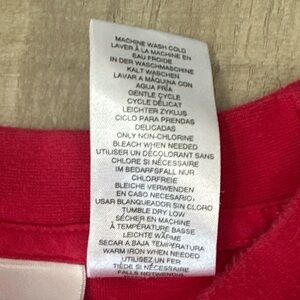 MACHINE WASH COLD
LAVER À LA MACHINE EN
EAU FROIDE
IN DER WASCHMASCHINE
KALT WASCHEN
LAVAR A MÁQUINA CON
AGUA FRÍA
GENTLE CYCLE
CYCLE DÉLICAT
LEICHTER ZYKLUS
CICLO PARA PRENDAS
DELICADAS
ONLY NON-CHLORINE
BLEACH WHEN NEEDED
UTILISER UN DÉCOLORANT SANS
CHLORE SI NÉCESSAIRE
IM BEDARFSFALL NUR
CHLORFREIE
BLEICHE VERWENDEN
EN CASO NECESARIO,
USAR BLANQUEADOR SIN CLORO
TUMBLE DRY LOW
SÉCHER EN MACHINE
À TEMPÉRATURE BASSE
LEICHTE WÄRME
SECAR A BAJA TEMPERATURA
WARM IRON WHEN NEEDED
UTILISEZ UN FER
TIÈDE SI NÉCESSAIRE
FALLS NOTWENDIG